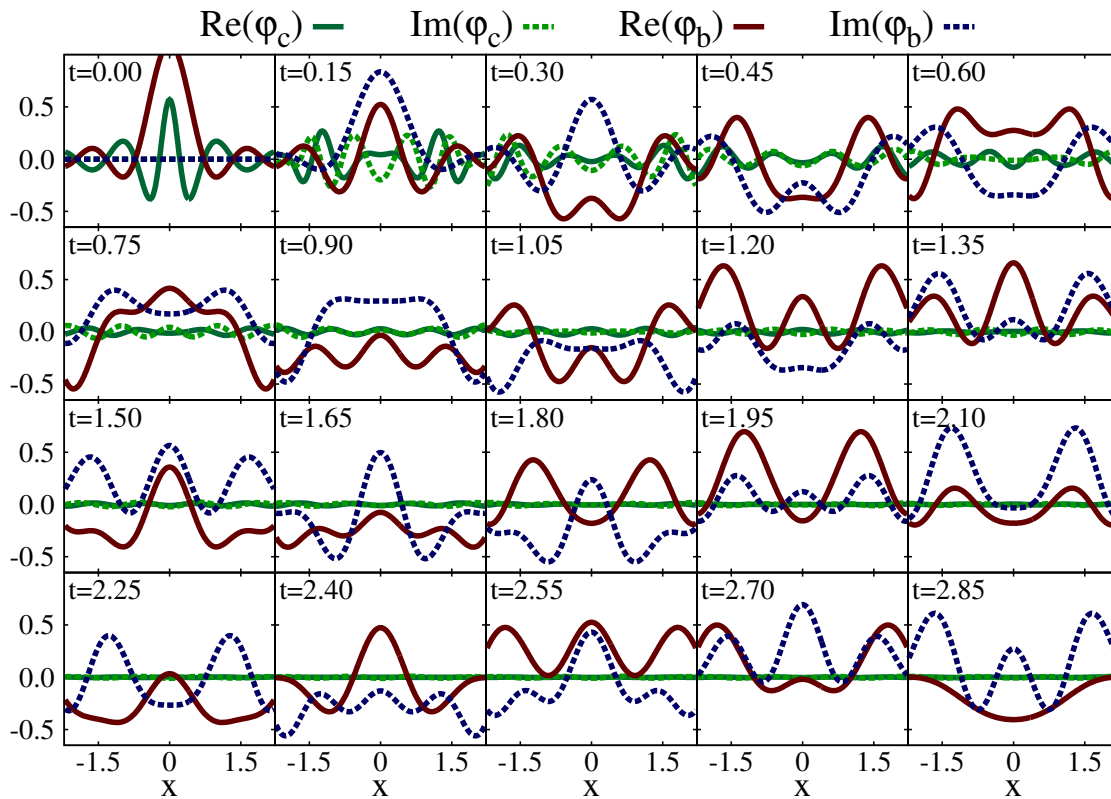 Re(φ_c) Im(φ_c) Re(φ_b) Im(φ_b)
t=0.00 t=0.15 t=0.30 t=0.45 t=0.60
0.5
0.0
-0.5
t=0.75 t=0.90 t=1.05 t=1.20 t=1.35
0.5
0.0
-0.5
t=1.50 t=1.65 t=1.80 t=1.95 t=2.10
0.5
0.0
-0.5
t=2.25 t=2.40 t=2.55 t=2.70 t=2.85
0.5
0.0
-0.5
-1.5 0 1.5 -1.5 0 1.5 -1.5 0 1.5 -1.5 0 1.5 -1.5 0 1.5
x x x x x